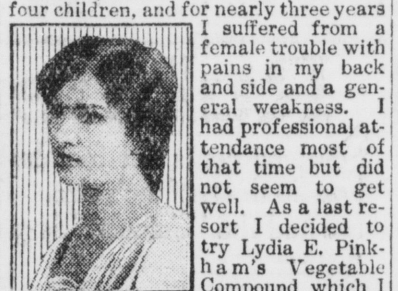 four children, and for nearly three years
I suffered from a
female trouble with
pains in my back
and side and a gen-
eral weakness. I
had professional at-
tendance most of
that time but did
not seem to get
well. As a last re-
sort I decided to
try Lydia E. Pink-
ham's Vegetable
Compound which I